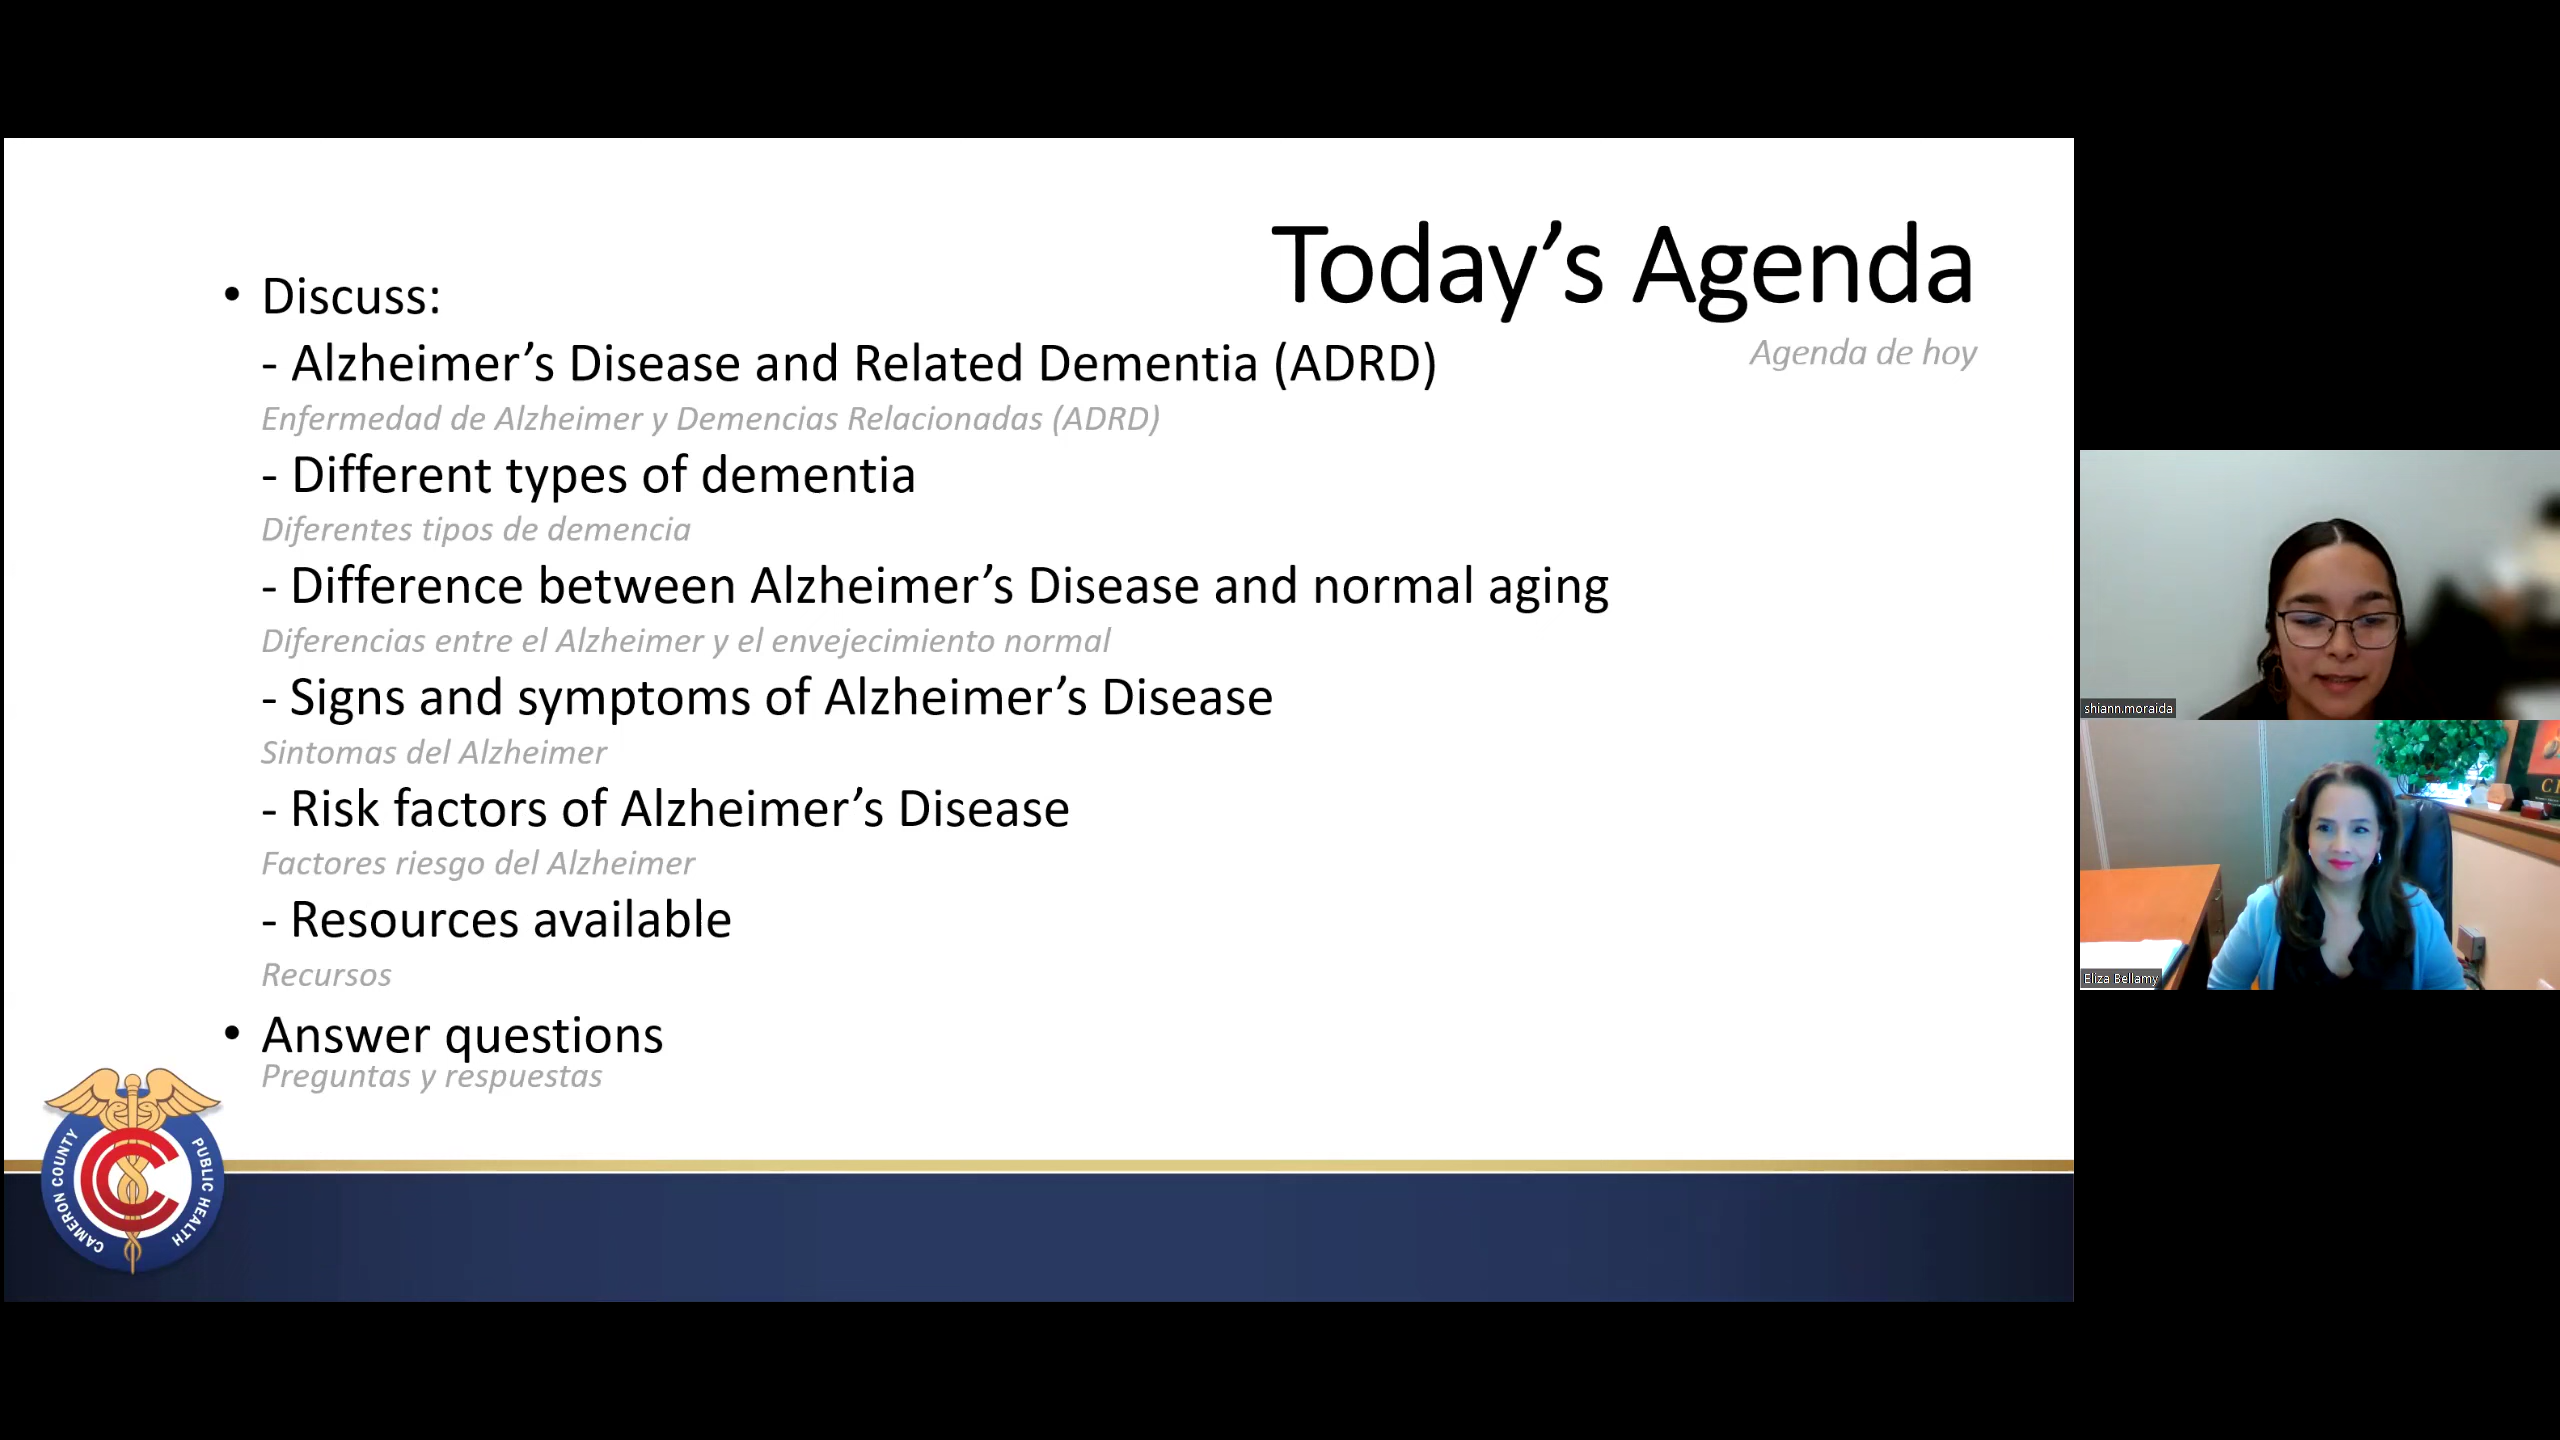 Today’s Agenda
Agenda de hoy
• Discuss:
- Alzheimer’s Disease and Related Dementia (ADRD)
Enfermedad de Alzheimer y Demencias Relacionadas (ADRD)
- Different types of dementia
Diferentes tipos de demencia
- Difference between Alzheimer’s Disease and normal aging
Diferencias entre el Alzheimer y el envejecimiento normal
- Signs and symptoms of Alzheimer’s Disease
Sintomas del Alzheimer
- Risk factors of Alzheimer’s Disease
Factores riesgo del Alzheimer
- Resources available
Recursos
• Answer questions
Preguntas y respuestas
CAMERON COUNTY
PUBLIC HEALTH
shiann.moraida
Eliza Bellamy